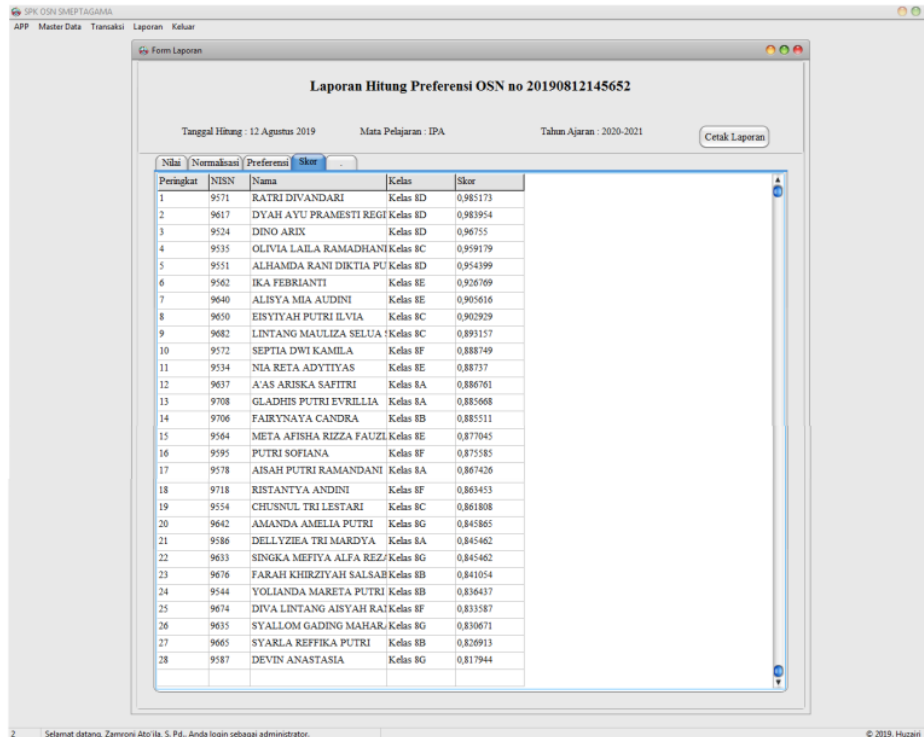 SPK OSN SMEPTAGAMA
APP Master Data Transaksi Laporan Keluar
Form Laporan
Laporan Hitung Preferensi OSN no 20190812145652
Tanggal Hitung : 12 Agustus 2019 Mata Pelajaran : IPA Tahun Ajaran : 2020-2021 Cetak Laporan
Nilai Normalisasi Preferensi Skor .
Peringkat NISN Nama Kelas Skor
1 9571 RATRI DIVANDARI Kelas 8D 0,985173
2 9617 DYAH AYU PRAMESTI REGI Kelas 8D 0,983954
3 9524 DINO ARIX Kelas 8D 0,96755
4 9535 OLIVIA LAILA RAMADHANI Kelas 8C 0,959179
5 9551 ALHAMDA RANI DIKTIA PU Kelas 8D 0,954399
6 9562 IKA FEBRIANTI Kelas 8E 0,926769
7 9640 ALISYA MIA AUDINI Kelas 8E 0,905616
8 9650 EISYIYAH PUTRI ILVIA Kelas 8C 0,902929
9 9682 LINTANG MAULIZA SELUA Kelas 8C 0,893157
10 9572 SEPTIA DWI KAMILA Kelas 8F 0,888749
11 9534 NIA RETA ADYTIYAS Kelas 8E 0,88737
12 9637 A'AS ARISKA SAFITRI Kelas 8A 0,886761
13 9708 GLADHIS PUTRI EVRILLIA Kelas 8A 0,885668
14 9706 FAIRYNAYA CANDRA Kelas 8B 0,885511
15 9564 META AFISHA RIZZA FAUZI Kelas 8E 0,877045
16 9595 PUTRI SOFIANA Kelas 8F 0,875585
17 9578 AISAH PUTRI RAMANDANI Kelas 8A 0,867426
18 9718 RISTANTYA ANDINI Kelas 8F 0,863453
19 9554 CHUSNUL TRI LESTARI Kelas 8C 0,861808
20 9642 AMANDA AMELIA PUTRI Kelas 8G 0,845865
21 9586 DELLYZIEA TRI MARDYA Kelas 8A 0,845462
22 9633 SINGKA MEFIYA ALFA REZA Kelas 8G 0,845462
23 9676 FARAH KHIRZIYAH SALSAB Kelas 8B 0,841054
24 9544 YOLIANDA MARETA PUTRI Kelas 8B 0,836437
25 9674 DIVA LINTANG AISYAH RA Kelas 8F 0,833587
26 9635 SYALLOM GADING MAHAR Kelas 8G 0,830671
27 9665 SYARLA REFFIKA PUTRI Kelas 8B 0,826913
28 9587 DEVIN ANASTASIA Kelas 8G 0,817944
2 Selamat datang, Zamroni Ato'ila, S. Pd., Anda login sebagai administrator. © 2019, Huzain